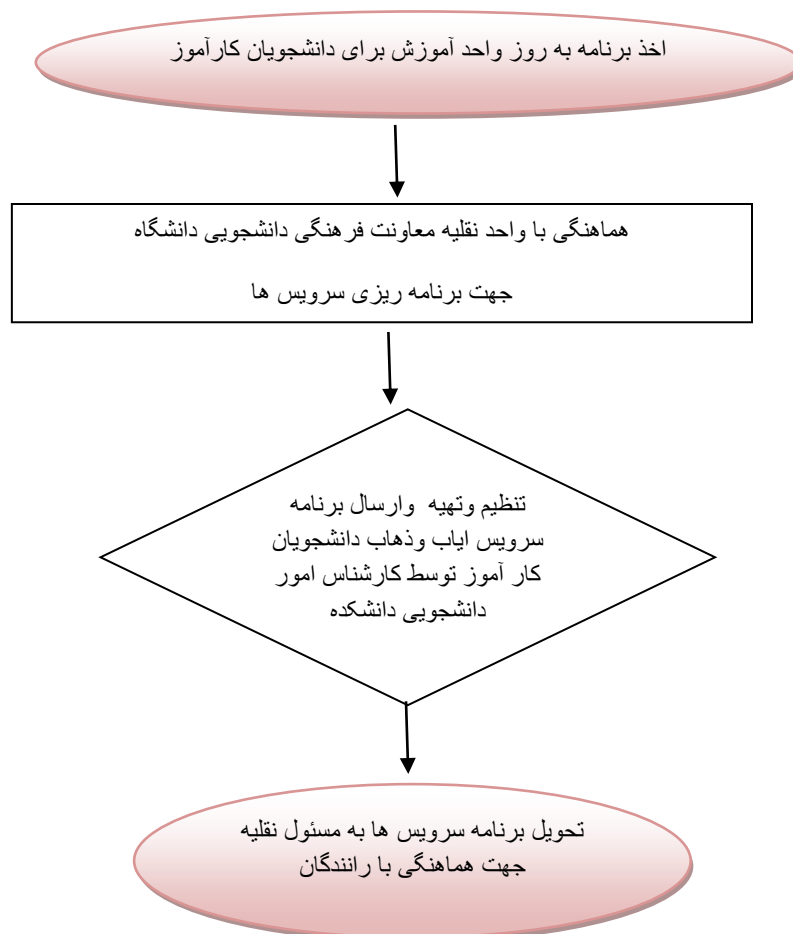 اخذ برنامه به روز واحد آموزش برای دانشجویان کارآموز
هماهنگی با واحد نقلیه معاونت فرهنگی دانشجویی دانشگاه
جهت برنامه ریزی سرویس ها
تنظیم وتهیه وارسال برنامه
سرویس ایاب وذهاب دانشجویان
کار آموز توسط کارشناس امور
دانشجویی دانشکده
تحویل برنامه سرویس ها به مسئول نقلیه
جهت هماهنگی با رانندگان